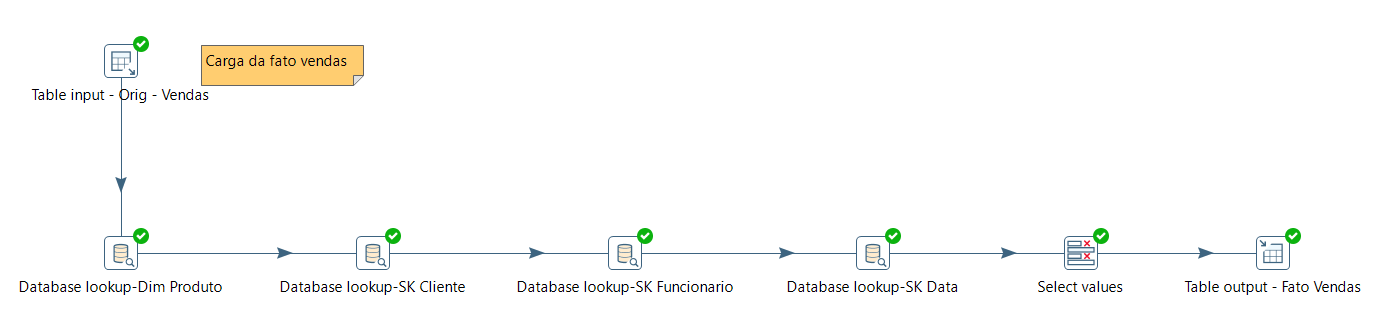 Carga da fato vendas
Table input - Orig - Vendas
Database lookup-Dim Produto
Database lookup-SK Cliente
Database lookup-SK Funcionario
Database lookup-SK Data
Select values
Table output - Fato Vendas